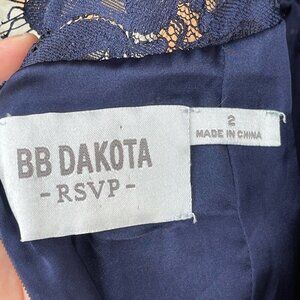 BB DAKOTA
- RSVP -
2
MADE IN CHINA